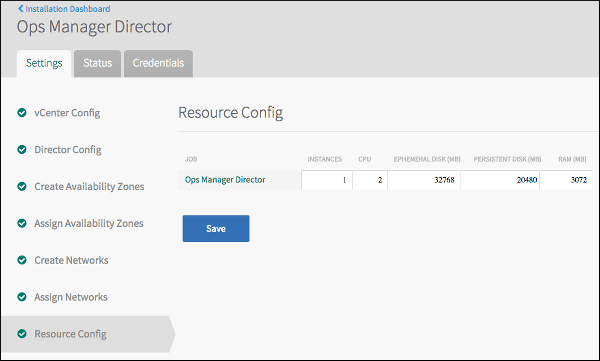 Installation Dashboard
Ops Manager Director
Settings Status Credentials
vCenter Config
Director Config
Create Availability Zones
Assign Availability Zones
Create Networks
Assign Networks
Resource Config
Resource Config
JOB INSTANCES CPU EPHEMERAL DISK (MB) PERSISTENT DISK (MB) RAM (MB)
Ops Manager Director 1 2 32768 20480 3072
Save